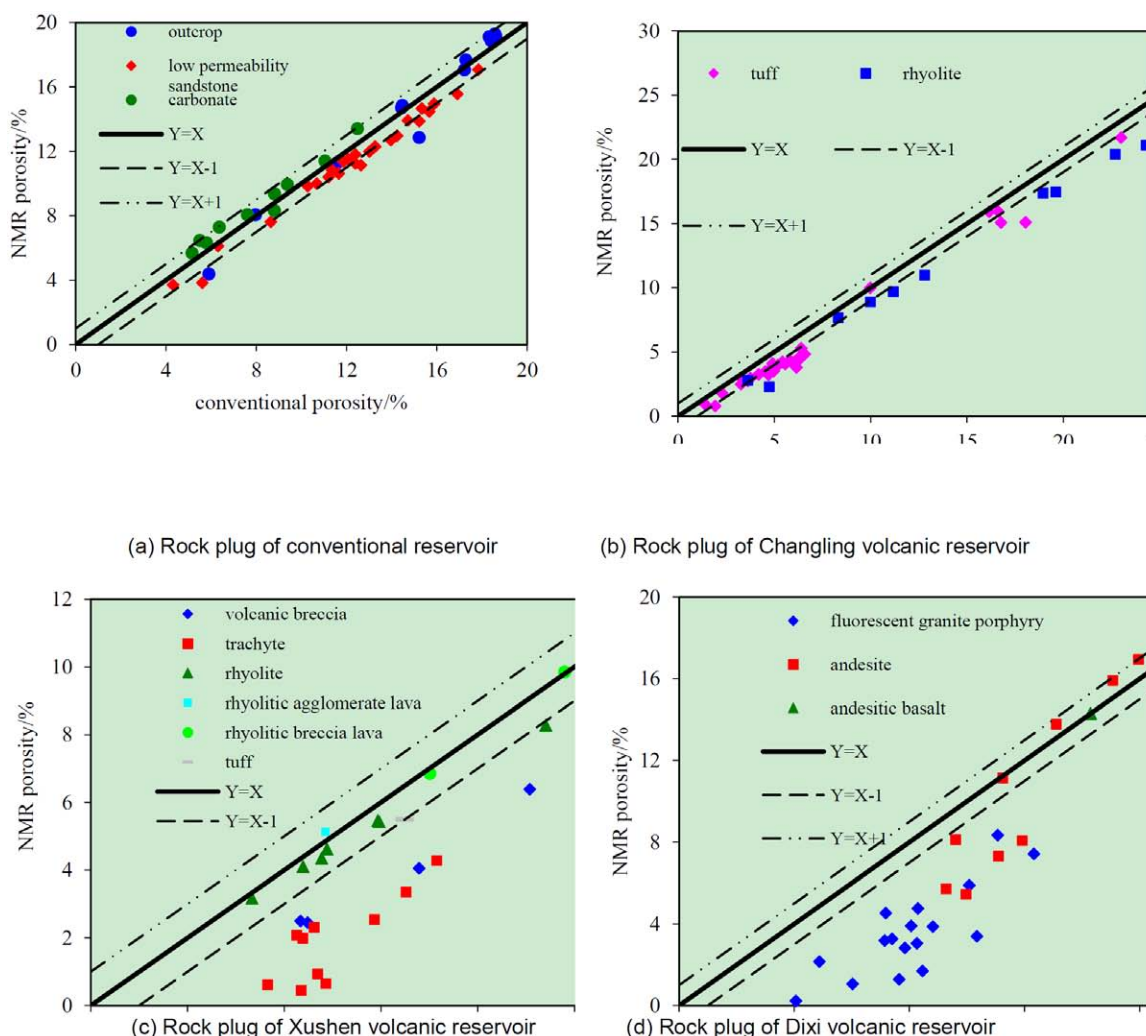 20
16
12
8
4
0
NMR porosity/%
outcrop
low permeability
sandstone
carbonate
Y=X
Y=X-1
Y=X+1
0 4 8 12 16 20
conventional porosity/%
30
25
20
15
10
5
0
NMR porosity/%
tuff rhyolite
Y=X Y=X-1
Y=X+1
0 5 10 15 20
(a) Rock plug of conventional reservoir
(b) Rock plug of Changling volcanic reservoir
12
10
8
6
4
2
0
NMR porosity/%
volcanic breccia
trachyte
rhyolite
rhyolitic agglomerate lava
rhyolitic breccia lava
tuff
Y=X
Y=X-1
20
16
12
8
4
0
NMR porosity/%
fluorescent granite porphyry
andesite
andesitic basalt
Y=X
Y=X-1
Y=X+1
(c) Rock plug of Xushen volcanic reservoir
(d) Rock plug of Dixi volcanic reservoir